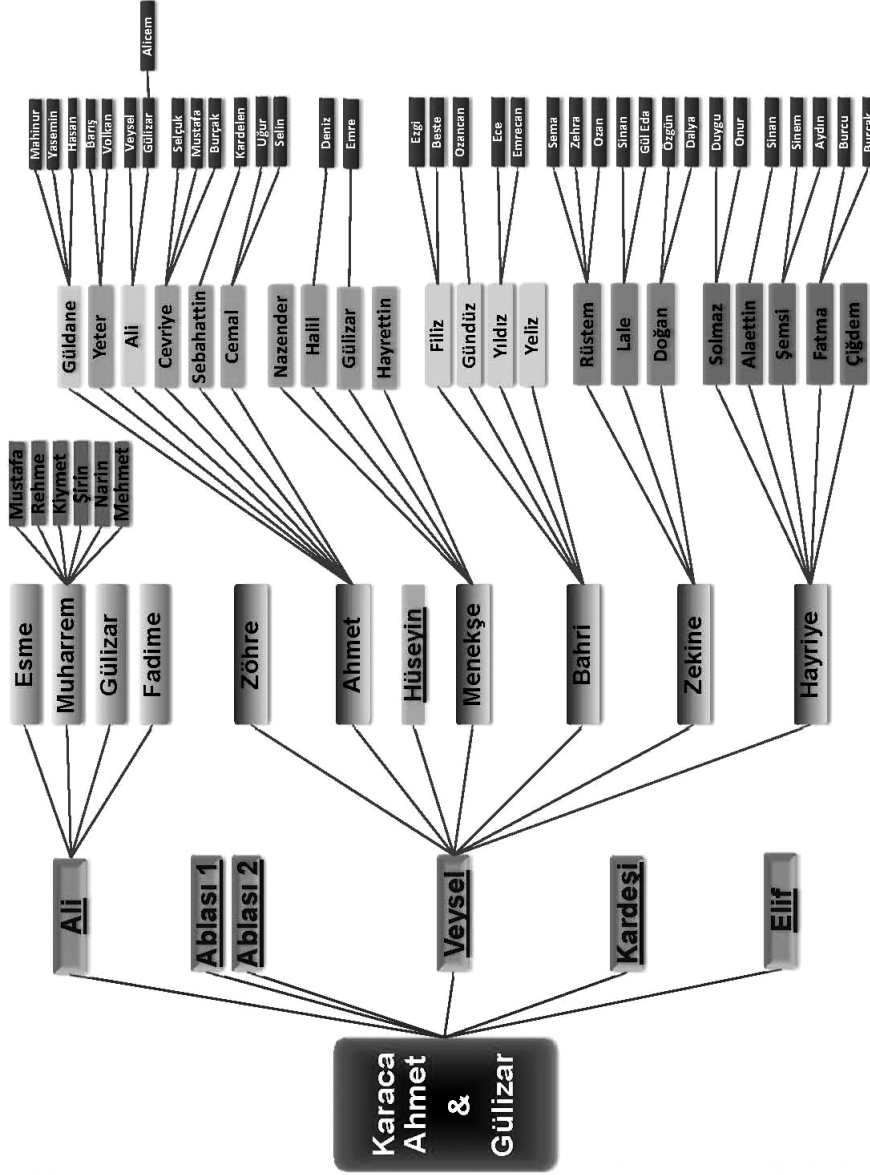 Karaca
Ahmet
&
Gülizar
Ali
Ablası 1
Ablası 2
Veysel
Kardeşi
Elif
Esme
Muharrem
Gülizar
Fadime
Zöhre
Ahmet
Hüseyin
Menekşe
Bahri
Zekine
Hayriye
Mustafa
Rehme
Kiymet
Şirin
Narin
Mehmet
Güldane
Yeter
Ali
Cevriye
Sebahattin
Cemal
Nazender
Halil
Gülizar
Hayrettin
Filiz
Gündüz
Yıldız
Yeliz
Rüstem
Lale
Doğan
Solmaz
Alaettin
Şemsi
Fatma
Çiğdem
Mahinur
Yasemin
Hasan
Barış
Volkan
Veysel
Gülizar
Selçuk
Mustafa
Burçak
Kardelen
Uğur
Selin
Deniz
Emre
Ezgi
Beste
Ozancan
Ece
Emrecan
Sema
Zehra
Ozan
Sinan
Gül Eda
Özgün
Dalya
Duygu
Onur
Sinan
Sinem
Aydın
Burcu
Burçak
Alicem